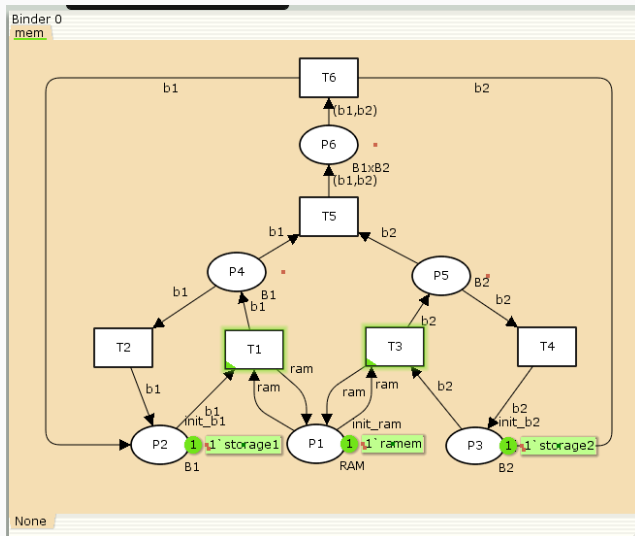 Binder 0
mem
T6
b1
b2
(b1,b2)
P6
B1xB2
(b1,b2)
T5
b1
b2
P4
P5
B1
B2
b1
b1
b2
b2
T2
T1
T3
T4
ram
ram
ram
ram
b1
b1
b2
b2
init_b1
init_ram
init_b2
P2
1
1`storage1
P1
1
1`ramem
P3
1
1`storage2
B1
RAM
B2
None